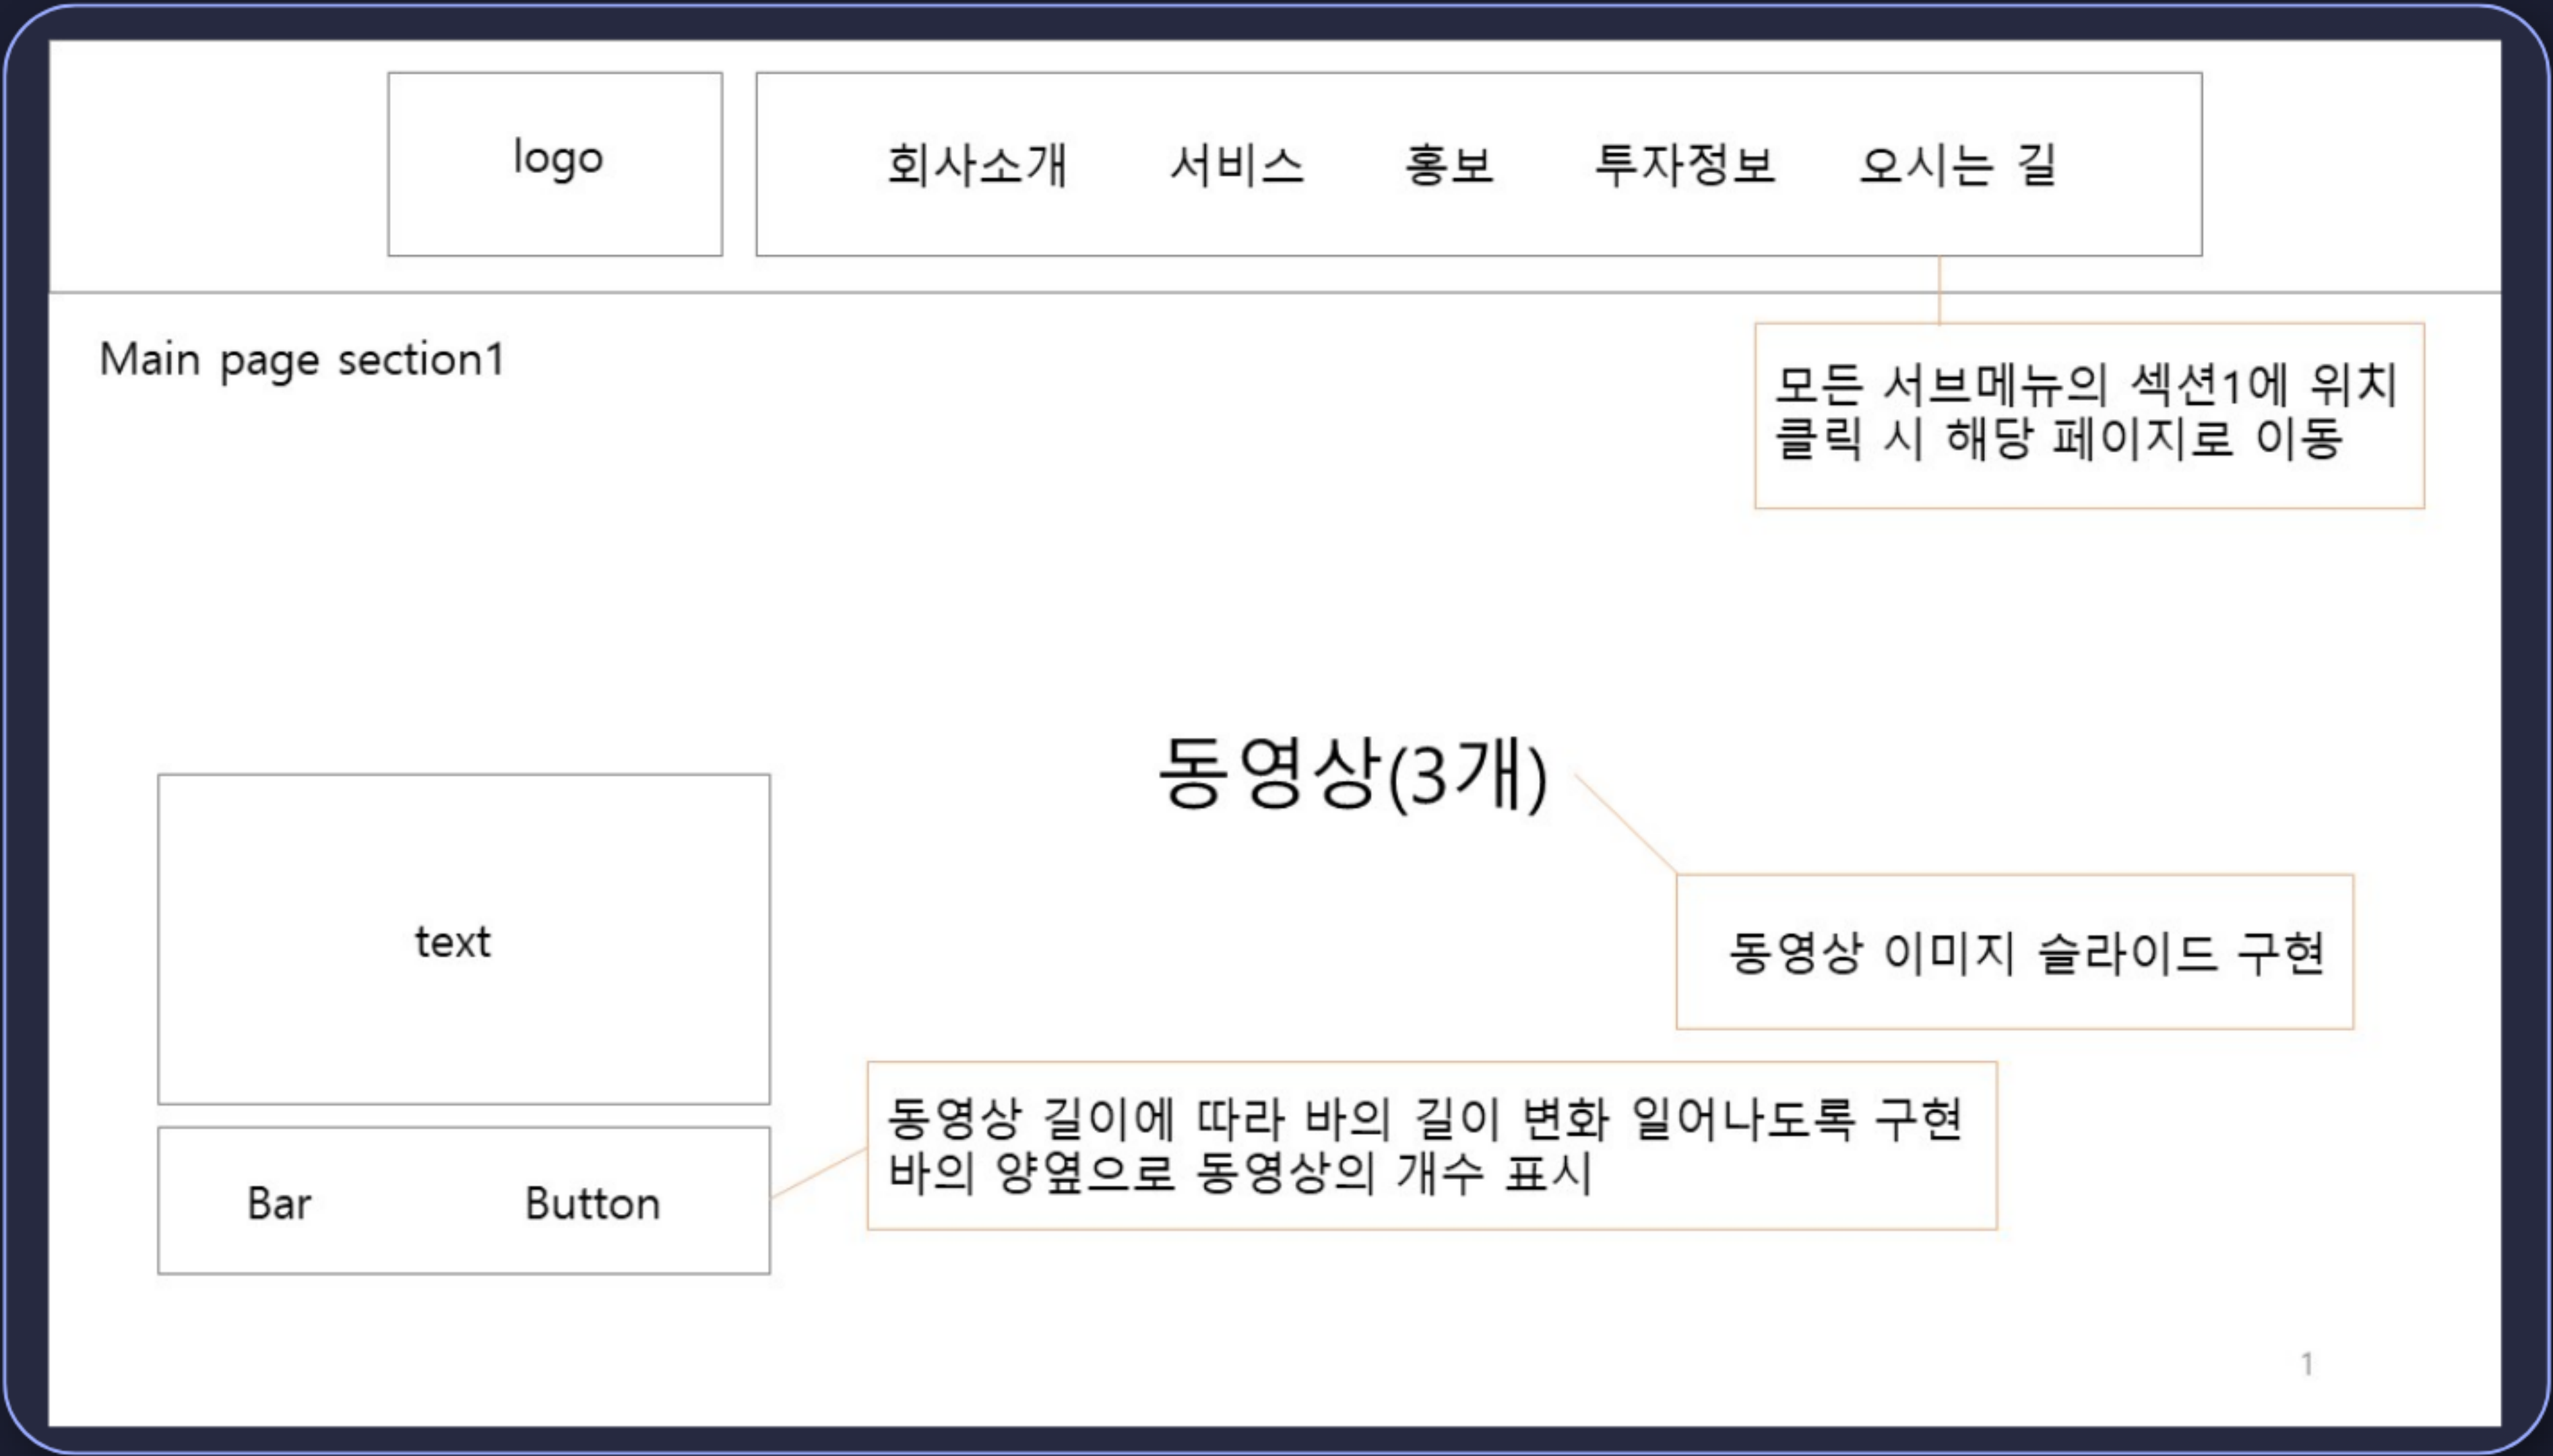 logo
회사소개 서비스 홍보 투자정보 오시는 길
Main page section1
모든 서브메뉴의 섹션1에 위치
클릭 시 해당 페이지로 이동
동영상(3개)
text
동영상 이미지 슬라이드 구현
동영상 길이에 따라 바의 길이 변화 일어나도록 구현
바의 양옆으로 동영상의 개수 표시
Bar Button
1